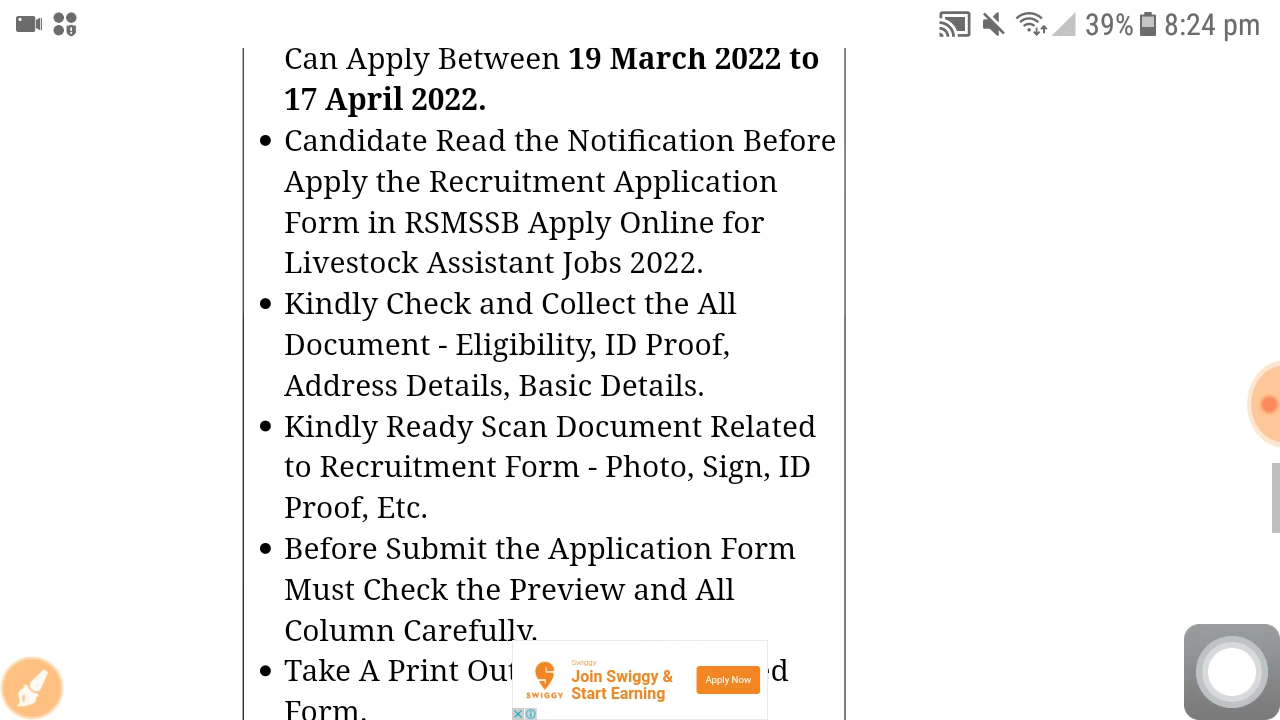 39% 8:24 pm
Can Apply Between 19 March 2022 to
17 April 2022.
Candidate Read the Notification Before
Apply the Recruitment Application
Form in RSMSSB Apply Online for
Livestock Assistant Jobs 2022.
Kindly Check and Collect the All
Document - Eligibility, ID Proof,
Address Details, Basic Details.
Kindly Ready Scan Document Related
to Recruitment Form - Photo, Sign, ID
Proof, Etc.
Before Submit the Application Form
Must Check the Preview and All
Column Carefully.
Take A Print Out
Form.
Swiggy
Join Swiggy &
Start Earning
SWIGGY
Apply Now